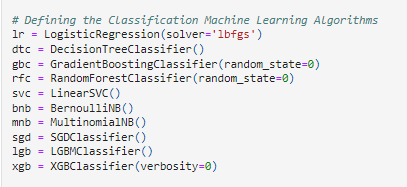 # Defining the Classification Machine Learning Algorithms
lr = LogisticRegression(solver='lbfgs')
dtc = DecisionTreeClassifier()
gbc = GradientBoostingClassifier(random_state=0)
rfc = RandomForestClassifier(random_state=0)
svc = LinearSVC()
bnb = BernoulliNB()
mnb = MultinomialNB()
sgd = SGDClassifier()
lgb = LGBMClassifier()
xgb = XGBClassifier(verbosity=0)